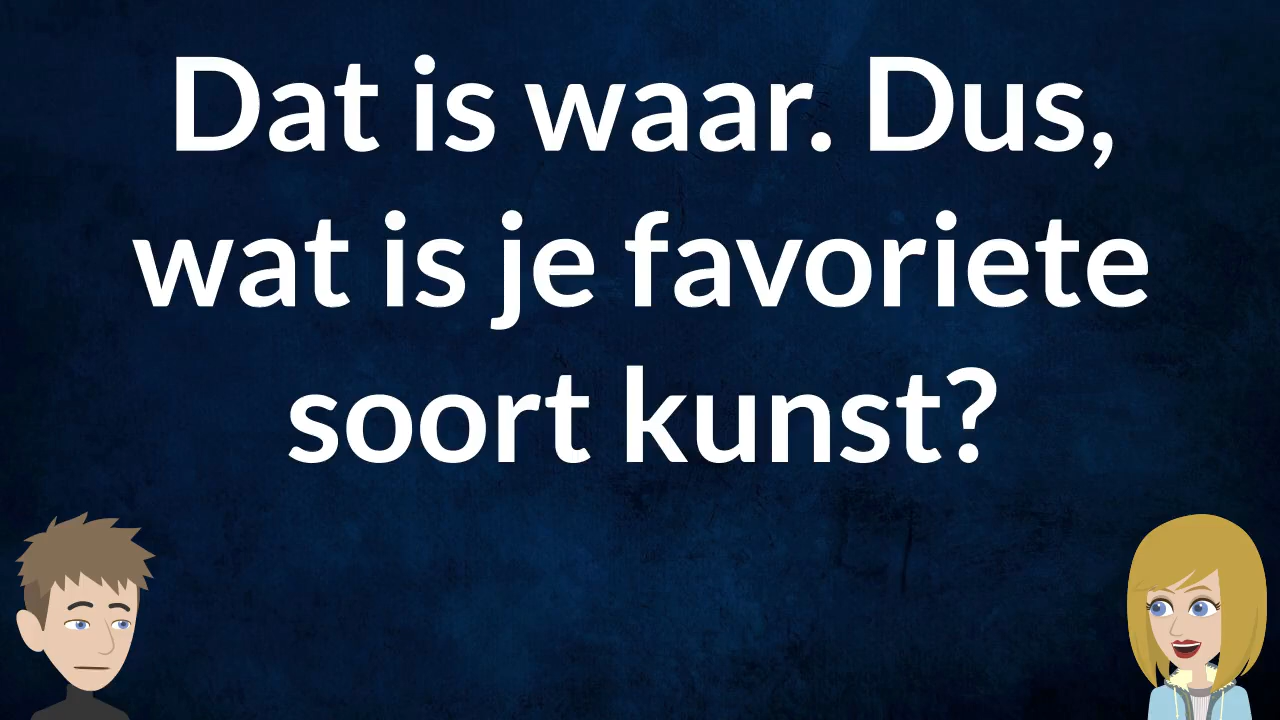 Dat is waar. Dus,
wat is je favoriete
soort kunst?